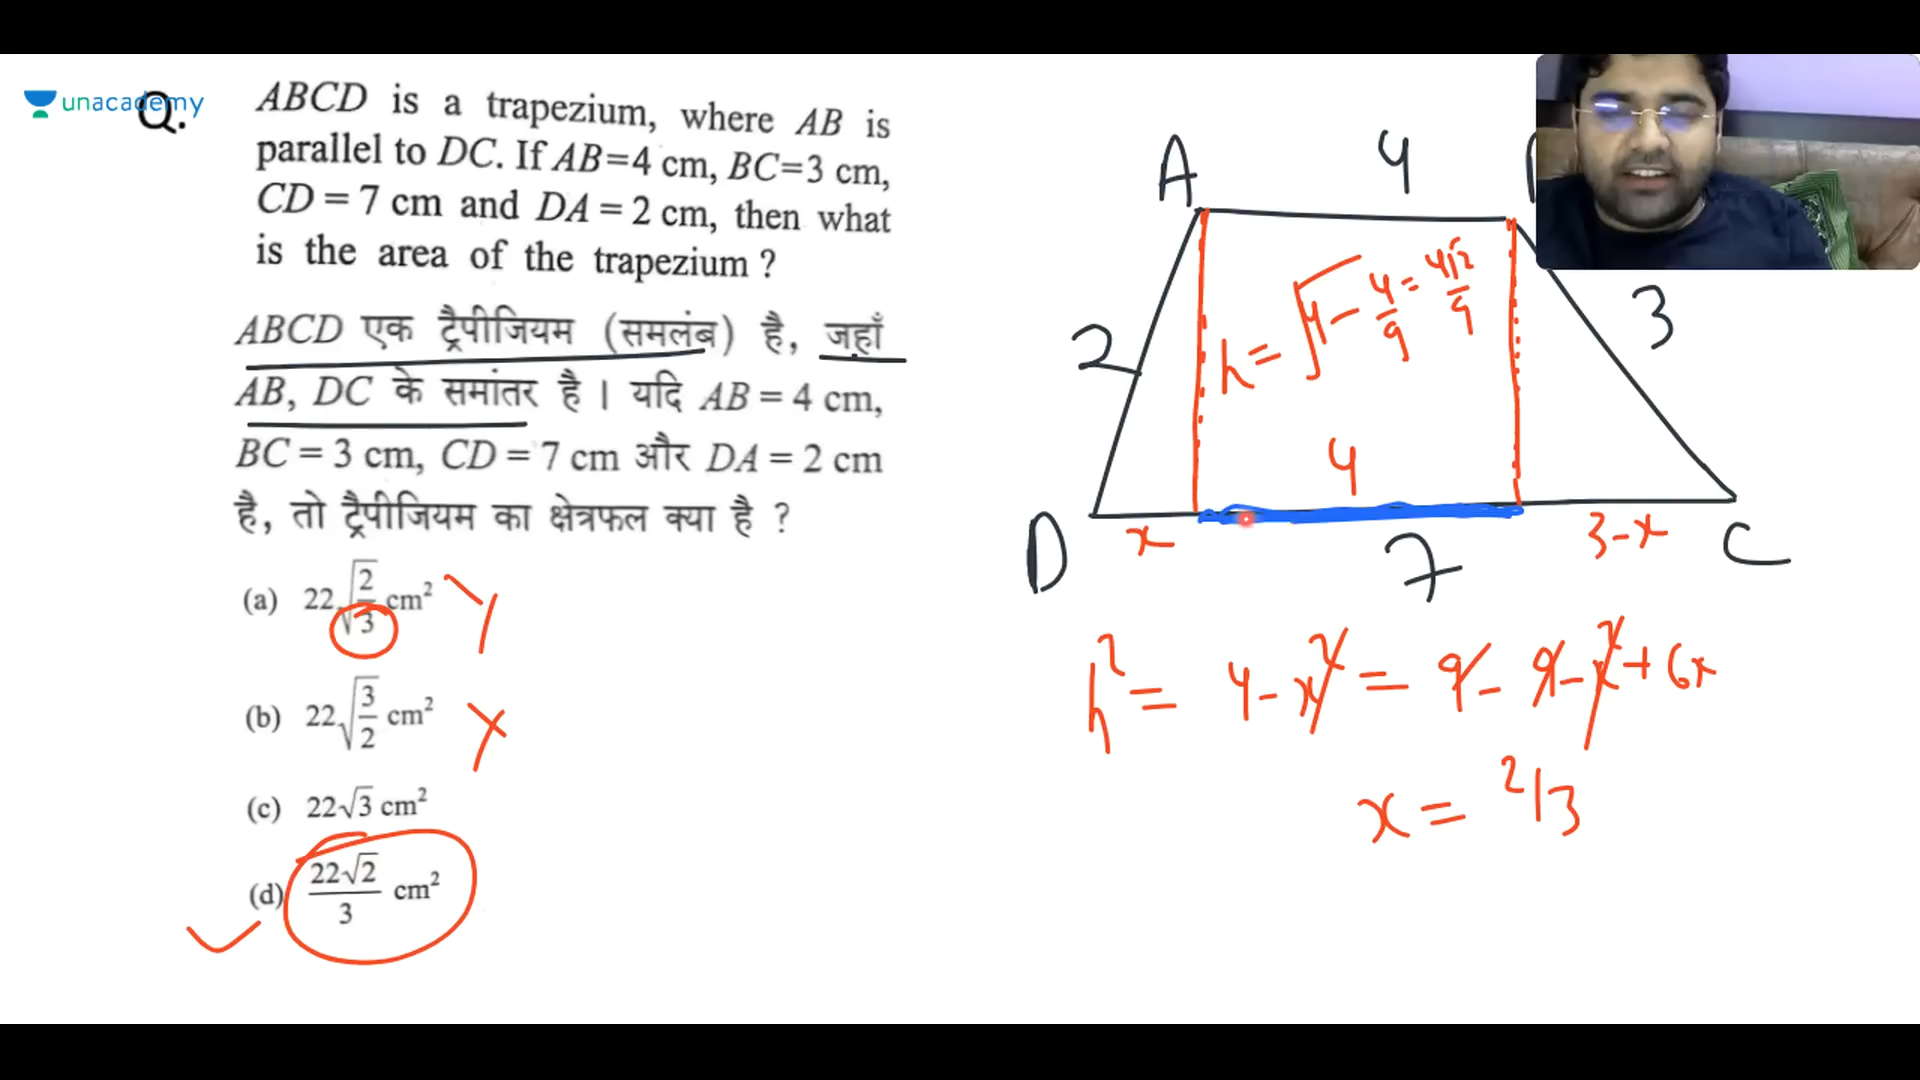 unacademy
Q.
ABCD is a trapezium, where AB is
parallel to DC. If AB=4 cm, BC=3 cm,
CD = 7 cm and DA = 2 cm, then what
is the area of the trapezium ?
ABCD एक ट्रैपीजियम (समलंब) है, जहाँ
AB, DC के समांतर है । यदि AB = 4 cm,
BC = 3 cm, CD = 7 cm और DA = 2 cm
है, तो ट्रैपीजियम का क्षेत्रफल क्या है ?
(a) 22√(2/3) cm²
(b) 22√(3/2) cm²
(c) 22√3 cm²
(d) 22√2/3 cm²
A 4
2 3
h = √(4 - 4/9) = 4√2/9
4
D x 7 3-x C
h² = 4 - x² = 9 - 9 - x² + 6x
x = 2/3